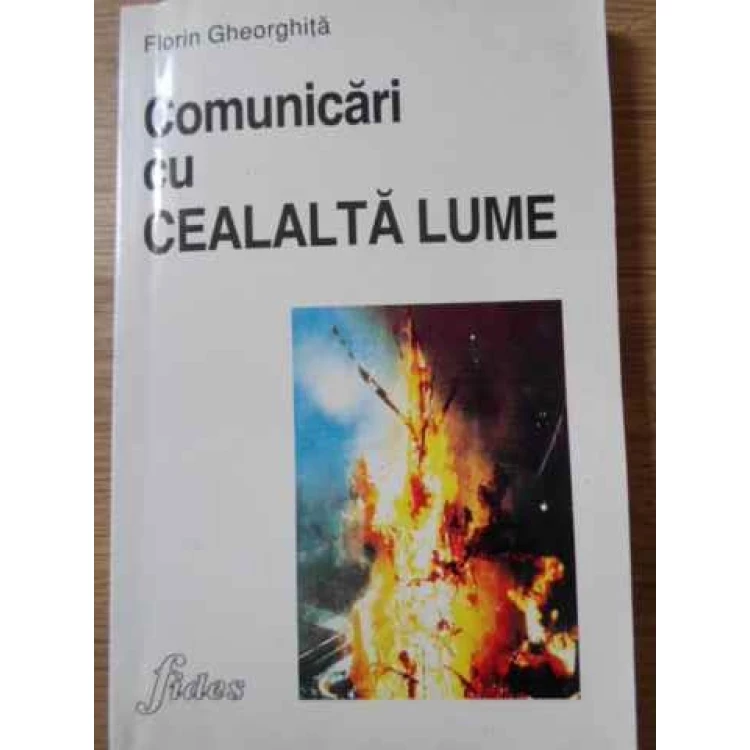 Florin Gheorghiță
Comunicări
cu
CEALALTĂ LUME
fides